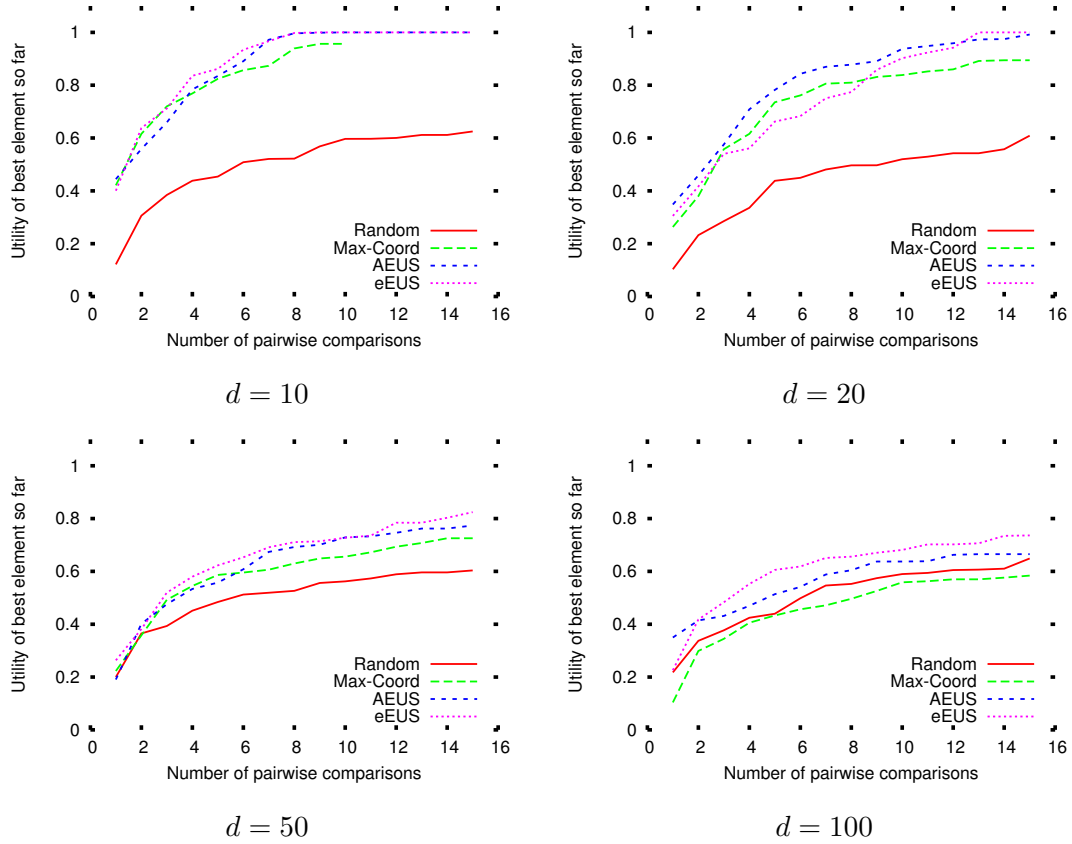 Utility of best element so far
1
0.8
0.6
0.4
0.2
0
Random
Max-Coord
AEUS
eEUS
0 2 4 6 8 10 12 14 16
Number of pairwise comparisons
d = 10
Utility of best element so far
1
0.8
0.6
0.4
0.2
0
Random
Max-Coord
AEUS
eEUS
0 2 4 6 8 10 12 14 16
Number of pairwise comparisons
d = 20
Utility of best element so far
1
0.8
0.6
0.4
0.2
0
Random
Max-Coord
AEUS
eEUS
0 2 4 6 8 10 12 14 16
Number of pairwise comparisons
d = 50
Utility of best element so far
1
0.8
0.6
0.4
0.2
0
Random
Max-Coord
AEUS
eEUS
0 2 4 6 8 10 12 14 16
Number of pairwise comparisons
d = 100